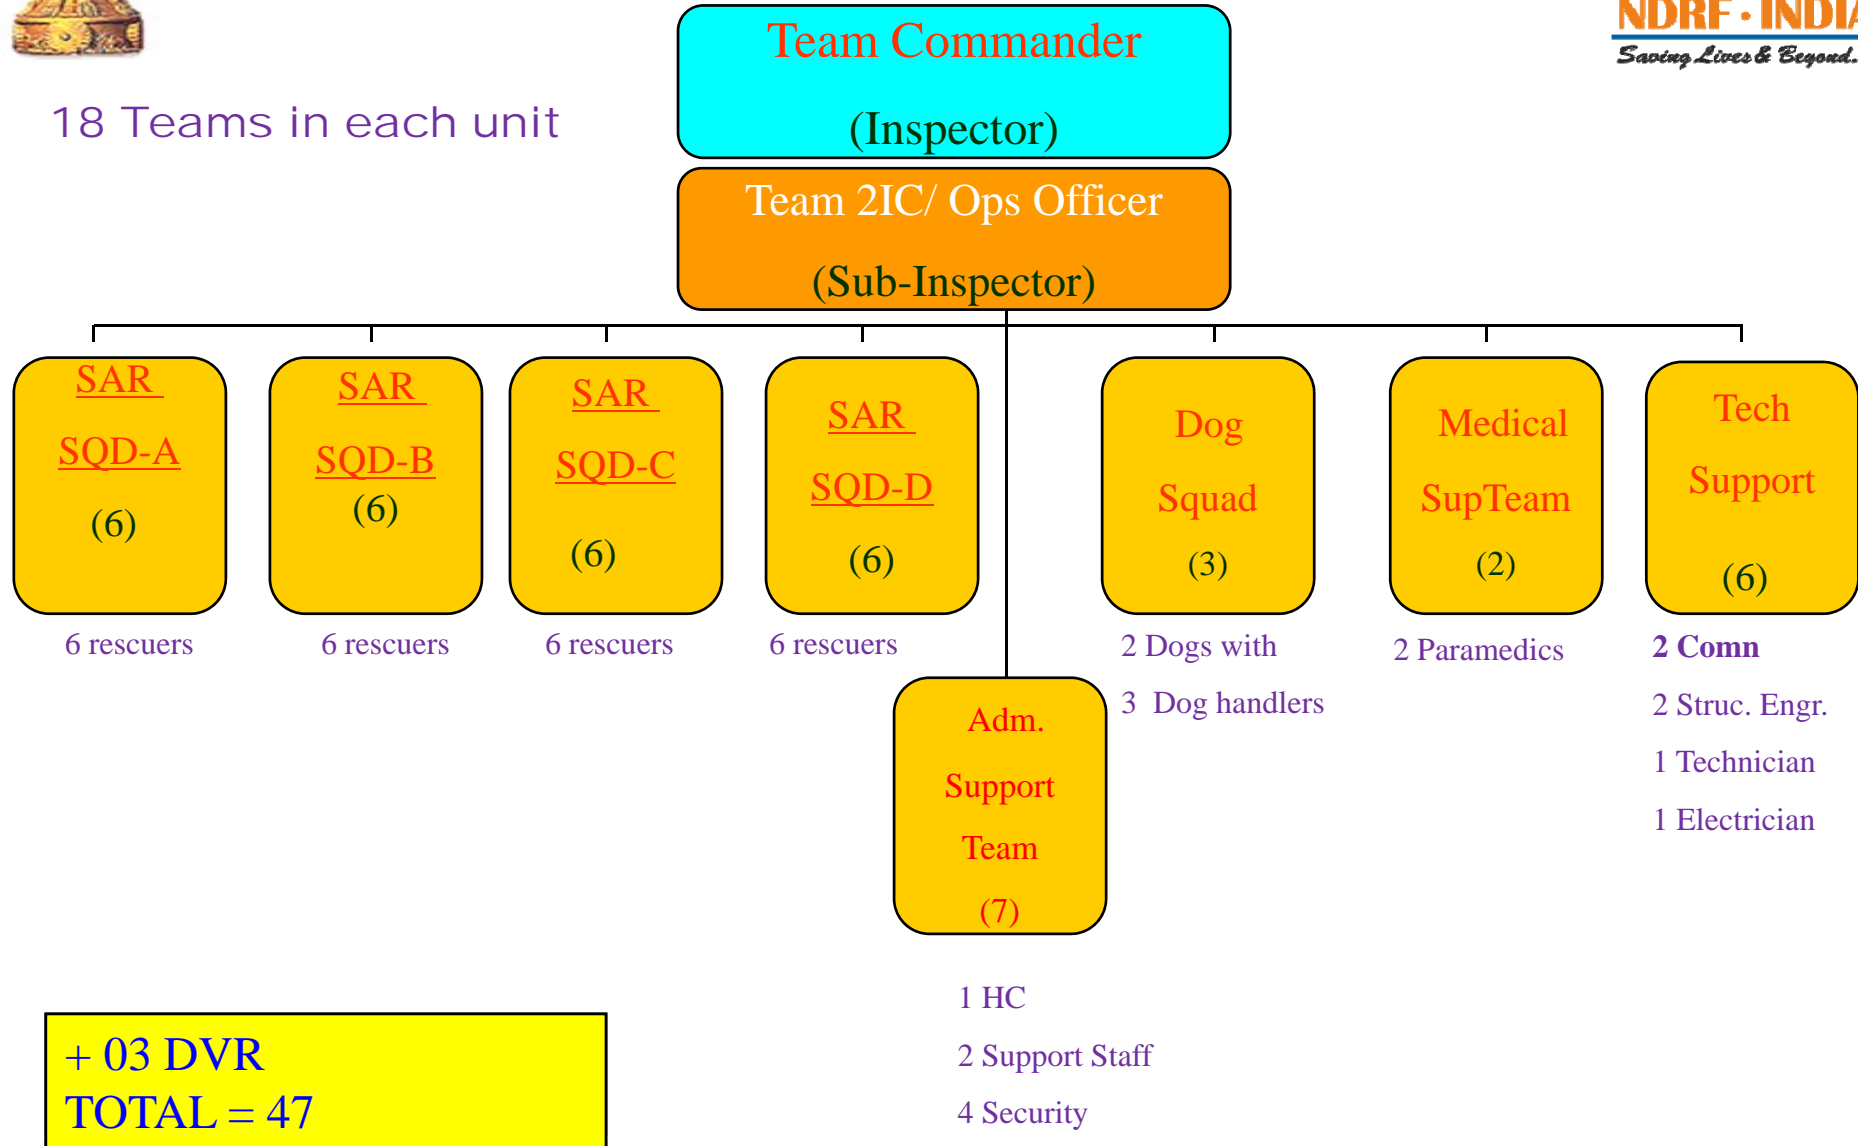 NDRF · INDIA
Saving Lives & Beyond.
18 Teams in each unit
Team Commander
(Inspector)
Team 2IC/ Ops Officer
(Sub-Inspector)
SAR
SQD-A
(6)
6 rescuers
SAR
SQD-B
(6)
6 rescuers
SAR
SQD-C
(6)
6 rescuers
SAR
SQD-D
(6)
6 rescuers
Dog
Squad
(3)
2 Dogs with
3 Dog handlers
Medical
SupTeam
(2)
2 Paramedics
Tech
Support
(6)
2 Comn
2 Struc. Engr.
1 Technician
1 Electrician
Adm.
Support
Team
(7)
1 HC
2 Support Staff
4 Security
+ 03 DVR
TOTAL = 47